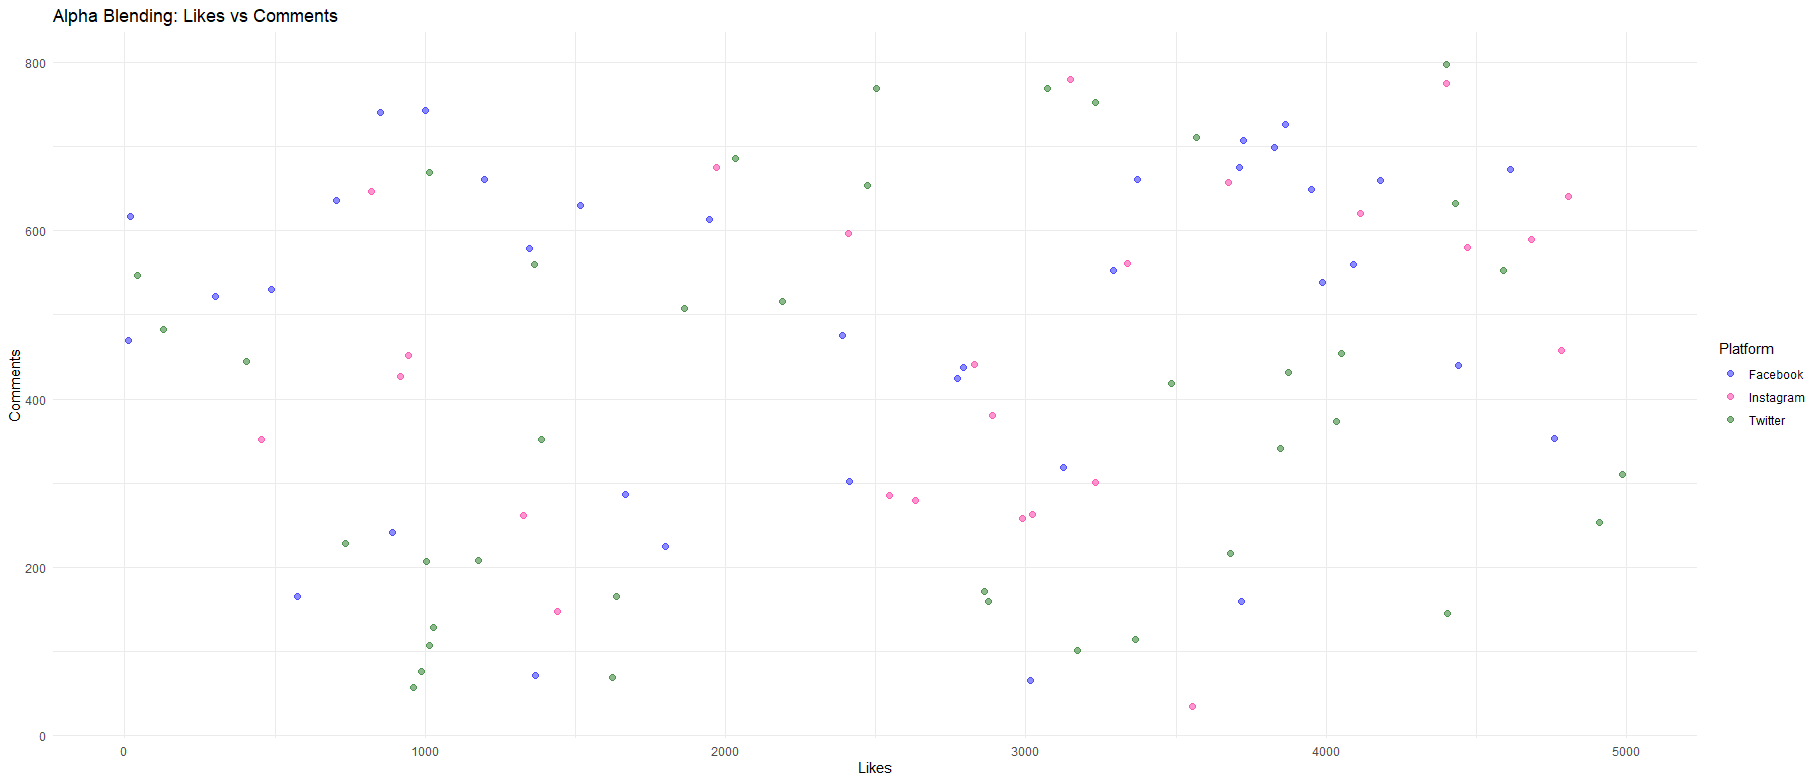 Alpha Blending: Likes vs Comments
800
600
400
200
0
Comments
0 1000 2000 3000 4000 5000
Likes
Platform
Facebook
Instagram
Twitter